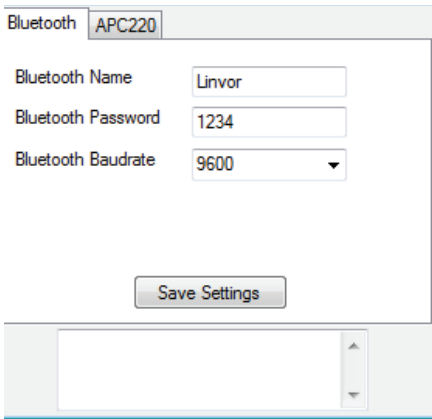 Bluetooth APC220
Bluetooth Name Linvor
Bluetooth Password 1234
Bluetooth Baudrate 9600
Save Settings